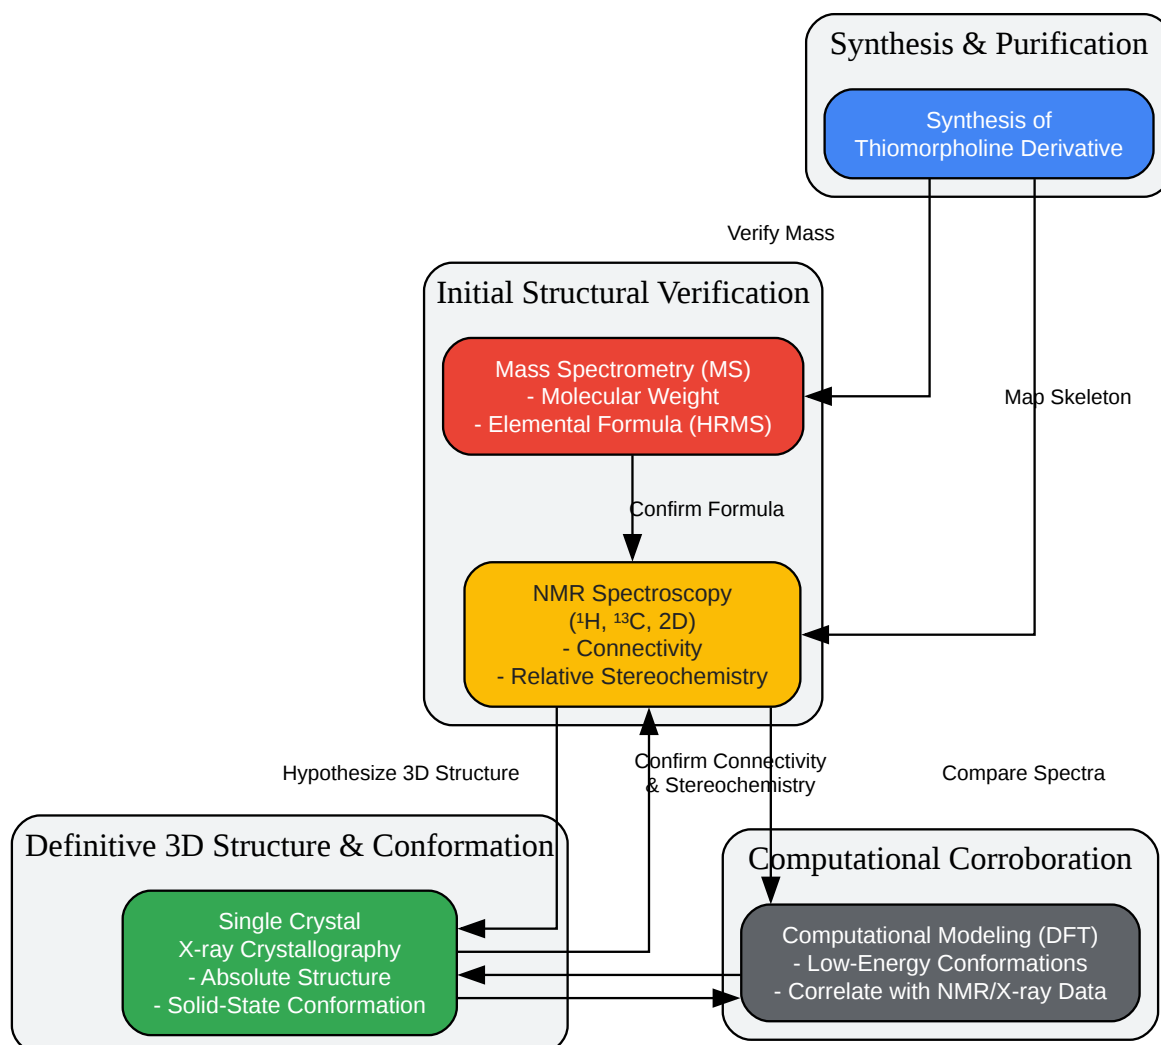 Synthesis & Purification
Synthesis of
Thiomorpholine Derivative
Verify Mass
Initial Structural Verification
Mass Spectrometry (MS)
- Molecular Weight
- Elemental Formula (HRMS)
Map Skeleton
Confirm Formula
NMR Spectroscopy
(¹H, ¹³C, 2D)
- Connectivity
- Relative Stereochemistry
Hypothesize 3D Structure
Confirm Connectivity
& Stereochemistry
Compare Spectra
Definitive 3D Structure & Conformation
Single Crystal
X-ray Crystallography
- Absolute Structure
- Solid-State Conformation
Computational Corroboration
Computational Modeling (DFT)
- Low-Energy Conformations
- Correlate with NMR/X-ray Data